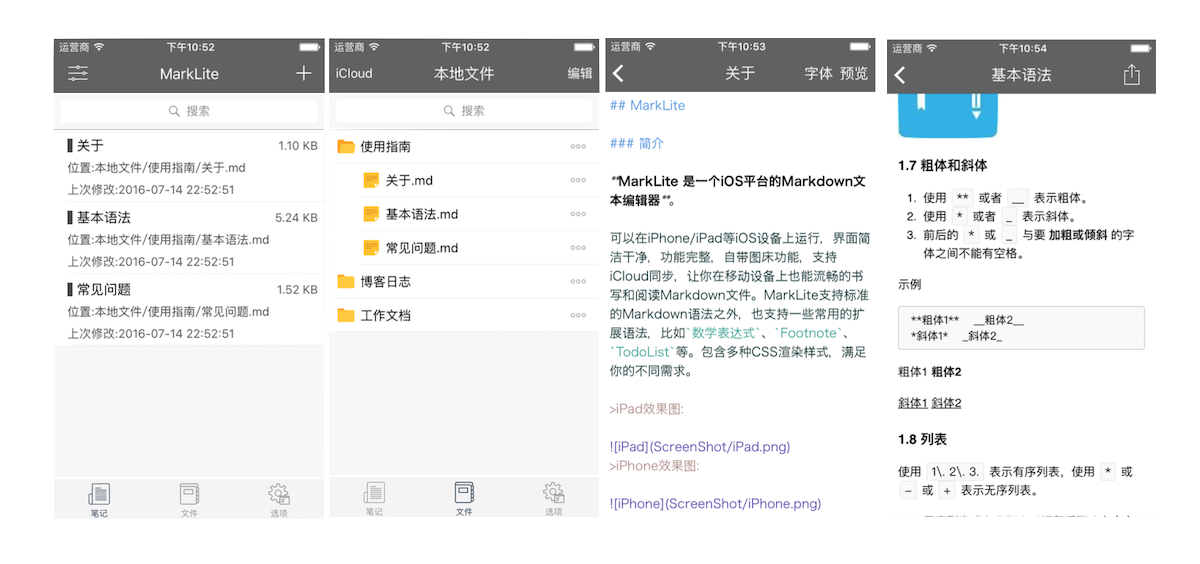 运营商 下午10:52
MarkLite
搜索
关于 1.10 KB
位置:本地文件/使用指南/关于.md
上次修改:2016-07-14 22:52:51
基本语法 5.24 KB
位置:本地文件/使用指南/基本语法.md
上次修改:2016-07-14 22:52:51
常见问题 1.52 KB
位置:本地文件/使用指南/常见问题.md
上次修改:2016-07-14 22:52:51
笔记 文件 选项
运营商 下午10:52
iCloud 本地文件 编辑
搜索
使用指南
关于.md
基本语法.md
常见问题.md
博客日志
工作文档
笔记 文件 选项
运营商 下午10:53
关于 字体 预览
## MarkLite
### 简介
**MarkLite 是一个iOS平台的Markdown文
本编辑器**。
可以在iPhone/iPad等iOS设备上运行，界面简
洁干净，功能完整，自带图床功能，支持
iCloud同步，让你在移动设备上也能流畅的书
写和阅读Markdown文件。MarkLite支持标准
的Markdown语法之外，也支持一些常用的扩
展语法，比如`数学表达式`、`Footnote`、
`TodoList`等。包含多种CSS渲染样式，满足
你的不同需求。
>iPad效果图:
![iPad](ScreenShot/iPad.png)
>iPhone效果图:
![iPhone](ScreenShot/iPhone.png)
运营商 下午10:54
基本语法
1.7 粗体和斜体
1. 使用 ** 或者 __ 表示粗体。
2. 使用 * 或者 _ 表示斜体。
3. 前后的 * 或 _ 与要 加粗或倾斜 的字
体之间不能有空格。
示例
**粗体1** __粗体2__
*斜体1* _斜体2_
粗体1 粗体2
斜体1 斜体2
1.8 列表
使用 1\. 2\. 3. 表示有序列表，使用 * 或
- 或 + 表示无序列表。